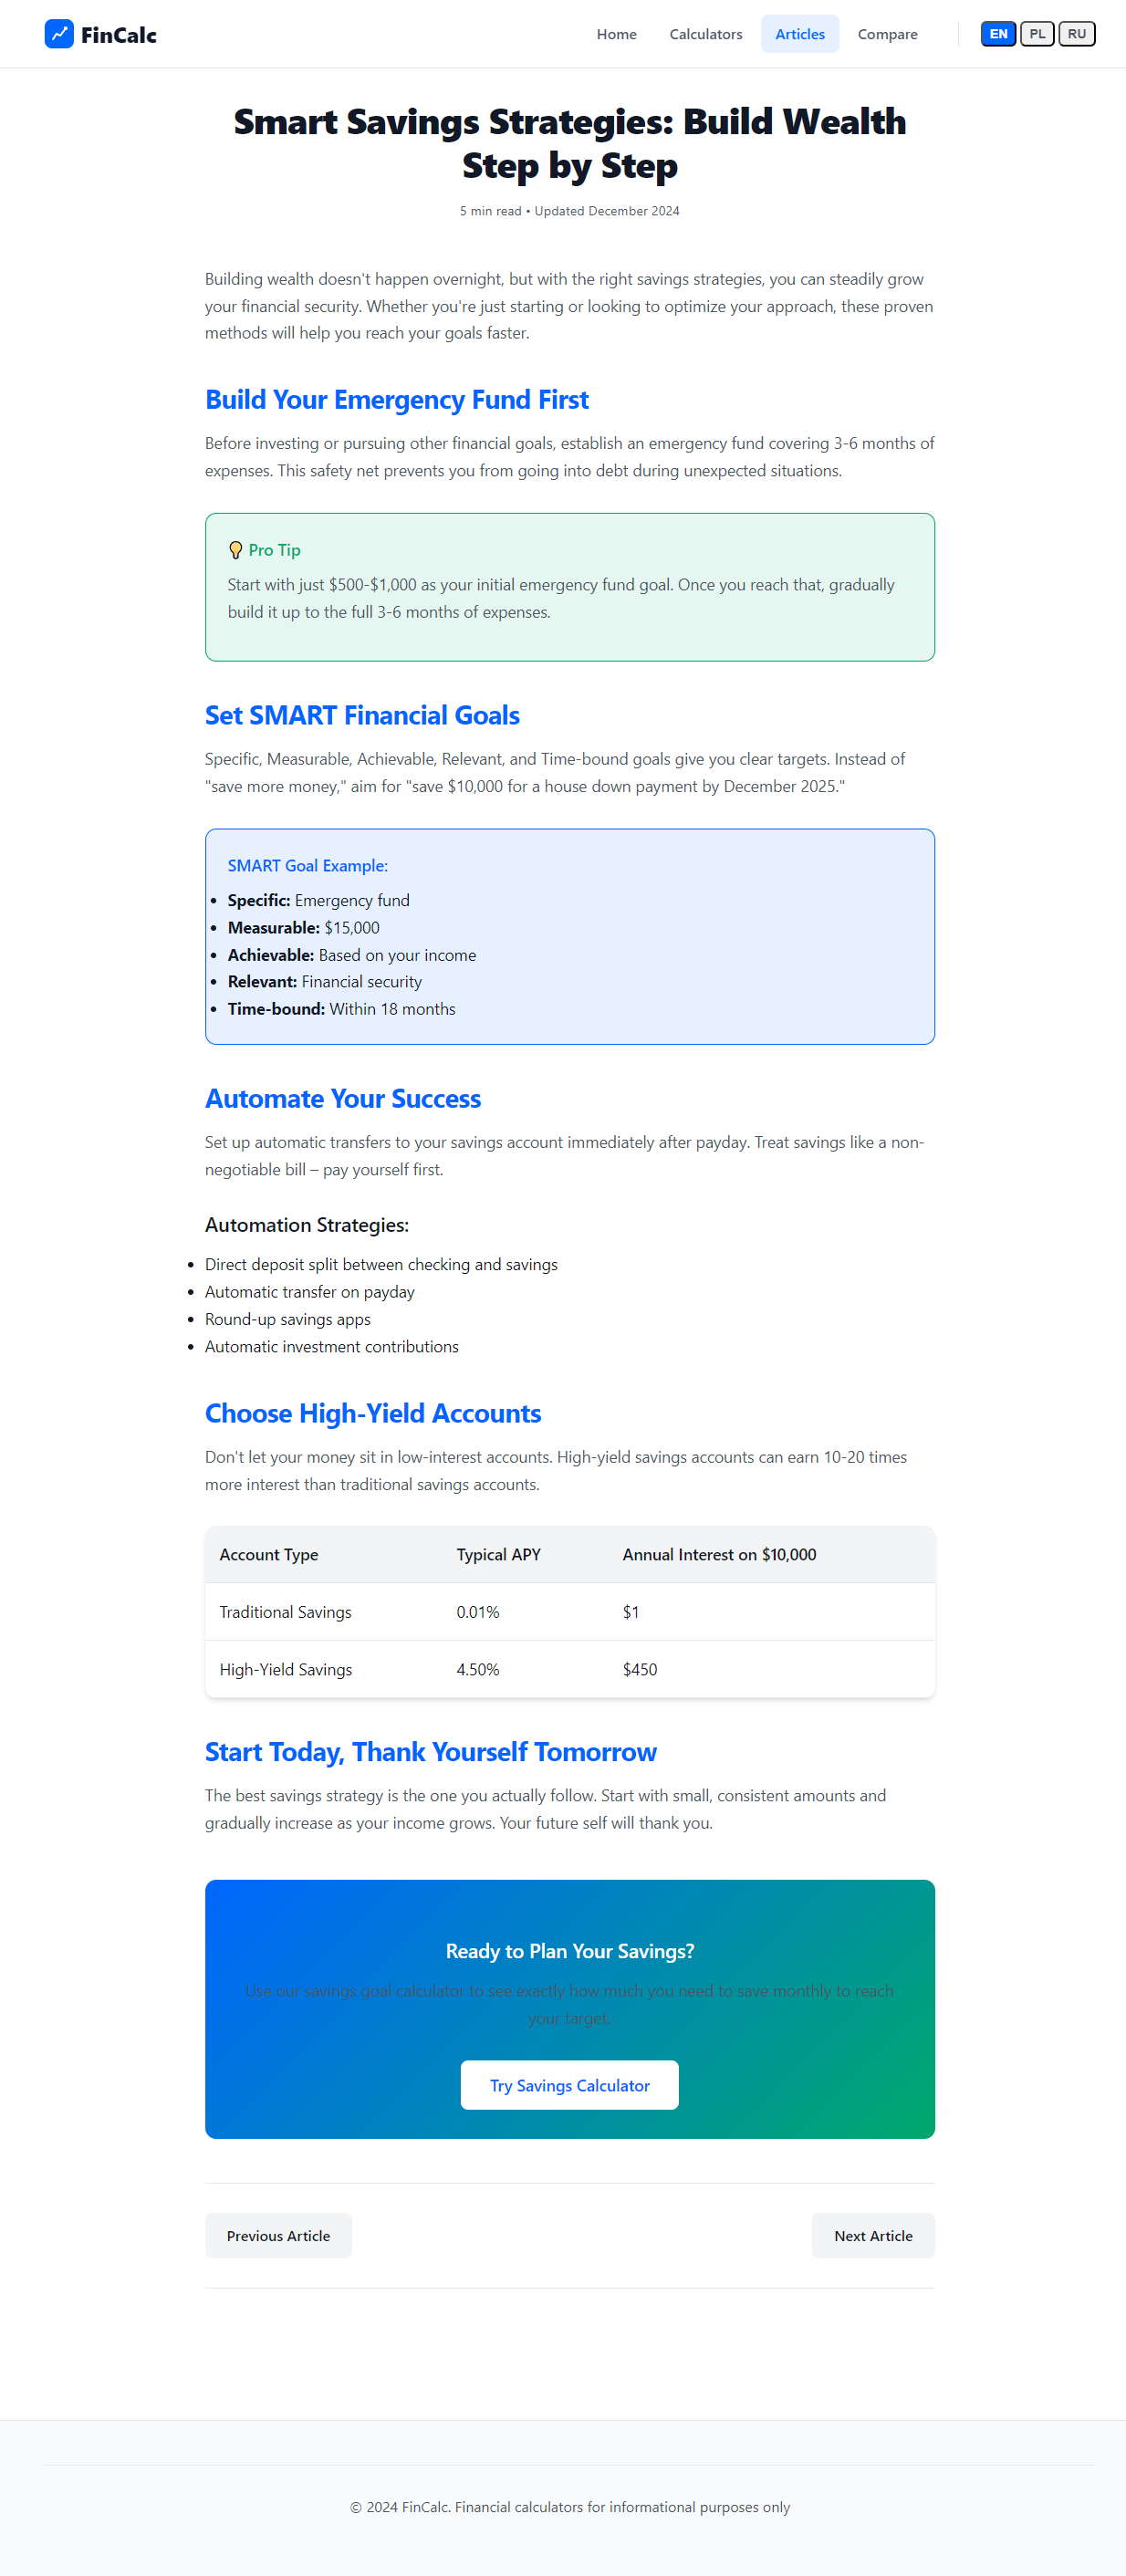 FinCalc
Home Calculators Articles Compare EN PL RU
Smart Savings Strategies: Build Wealth
Step by Step
5 min read • Updated December 2024
Building wealth doesn't happen overnight, but with the right savings strategies, you can steadily grow
your financial security. Whether you're just starting or looking to optimize your approach, these proven
methods will help you reach your goals faster.
Build Your Emergency Fund First
Before investing or pursuing other financial goals, establish an emergency fund covering 3-6 months of
expenses. This safety net prevents you from going into debt during unexpected situations.
💡 Pro Tip
Start with just $500-$1,000 as your initial emergency fund goal. Once you reach that, gradually
build it up to the full 3-6 months of expenses.
Set SMART Financial Goals
Specific, Measurable, Achievable, Relevant, and Time-bound goals give you clear targets. Instead of
"save more money," aim for "save $10,000 for a house down payment by December 2025."
SMART Goal Example:
• Specific: Emergency fund
• Measurable: $15,000
• Achievable: Based on your income
• Relevant: Financial security
• Time-bound: Within 18 months
Automate Your Success
Set up automatic transfers to your savings account immediately after payday. Treat savings like a non-
negotiable bill – pay yourself first.
Automation Strategies:
• Direct deposit split between checking and savings
• Automatic transfer on payday
• Round-up savings apps
• Automatic investment contributions
Choose High-Yield Accounts
Don't let your money sit in low-interest accounts. High-yield savings accounts can earn 10-20 times
more interest than traditional savings accounts.
Account Type Typical APY Annual Interest on $10,000
Traditional Savings 0.01% $1
High-Yield Savings 4.50% $450
Start Today, Thank Yourself Tomorrow
The best savings strategy is the one you actually follow. Start with small, consistent amounts and
gradually increase as your income grows. Your future self will thank you.
Ready to Plan Your Savings?
Use our savings goal calculator to see exactly how much you need to save monthly to reach
your target.
Try Savings Calculator
Previous Article Next Article
© 2024 FinCalc. Financial calculators for informational purposes only